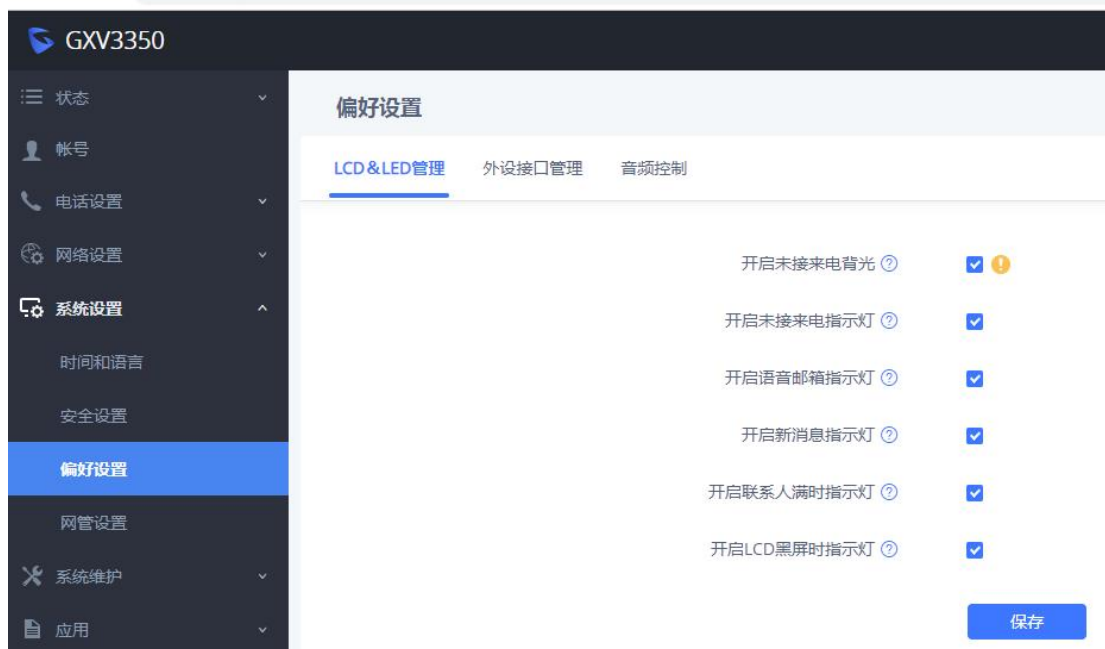 GXV3350
状态
帐号
电话设置
网络设置
系统设置
时间和语言
安全设置
偏好设置
网管设置
系统维护
应用
偏好设置
LCD&LED管理 外设接口管理 音频控制
开启未接来电背光
开启未接来电指示灯
开启语音邮箱指示灯
开启新消息指示灯
开启联系人满时指示灯
开启LCD黑屏时指示灯
保存